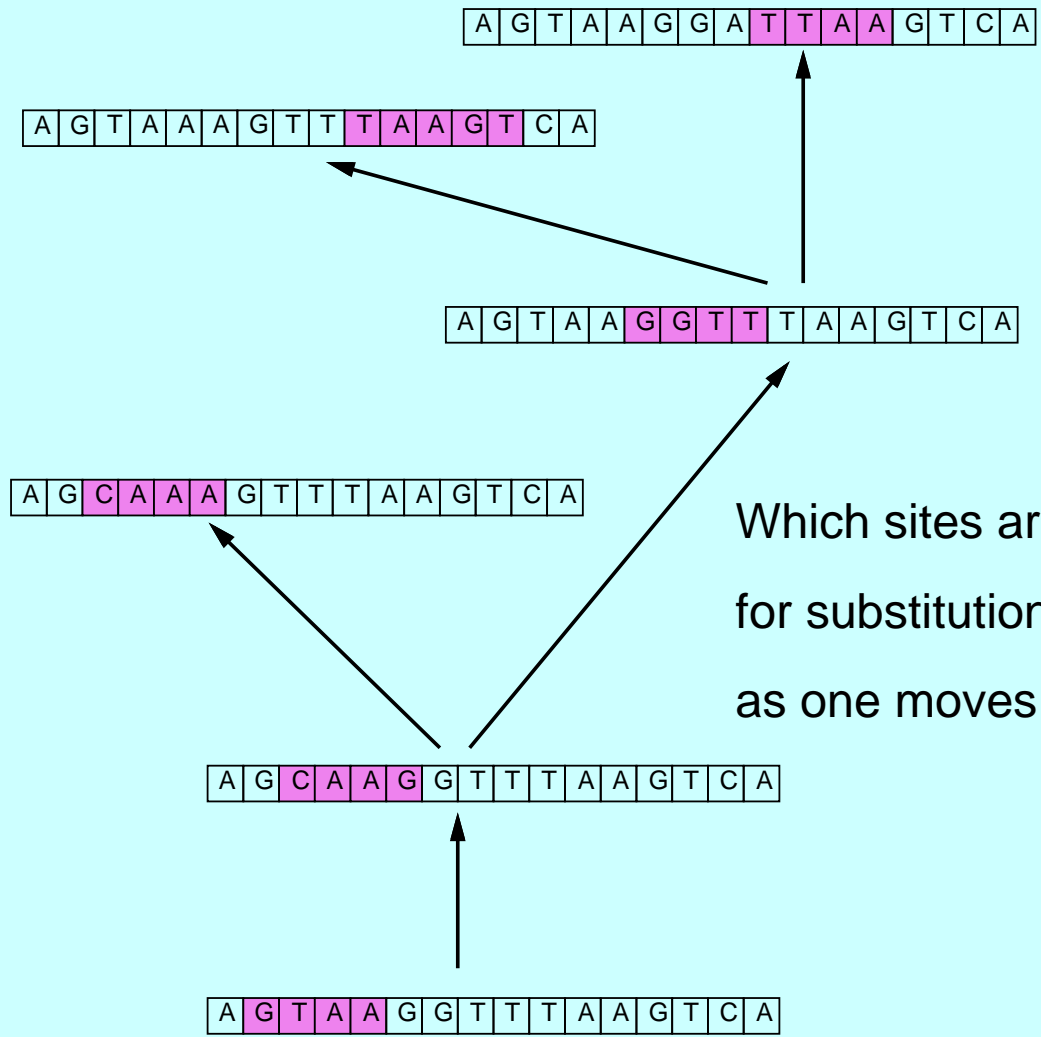 A G T A A G G A T T A A G T C A
A G T A A A G T T T A A G T C A
A G T A A G G T T T A A G T C A
A G C A A A G T T T A A G T C A
Which sites ar
for substitution
as one moves
A G C A A G G T T T A A G T C A
A G T A A G G T T T A A G T C A